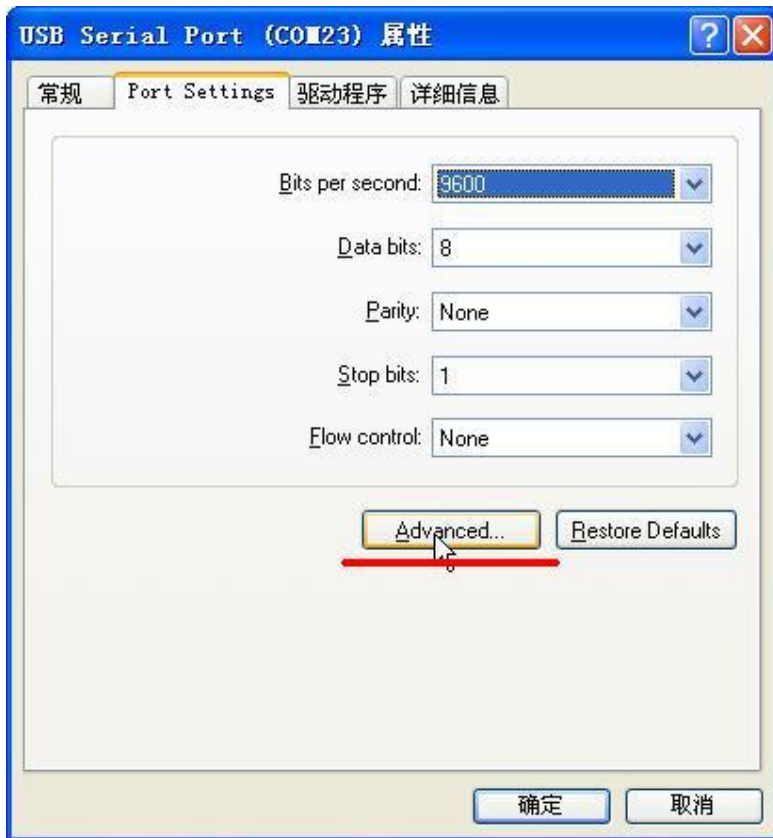 USB Serial Port (COM23) 属性
常规 Port Settings 驱动程序 详细信息
Bits per second: 9600
Data bits: 8
Parity: None
Stop bits: 1
Flow control: None
Advanced... Restore Defaults
确定 取消